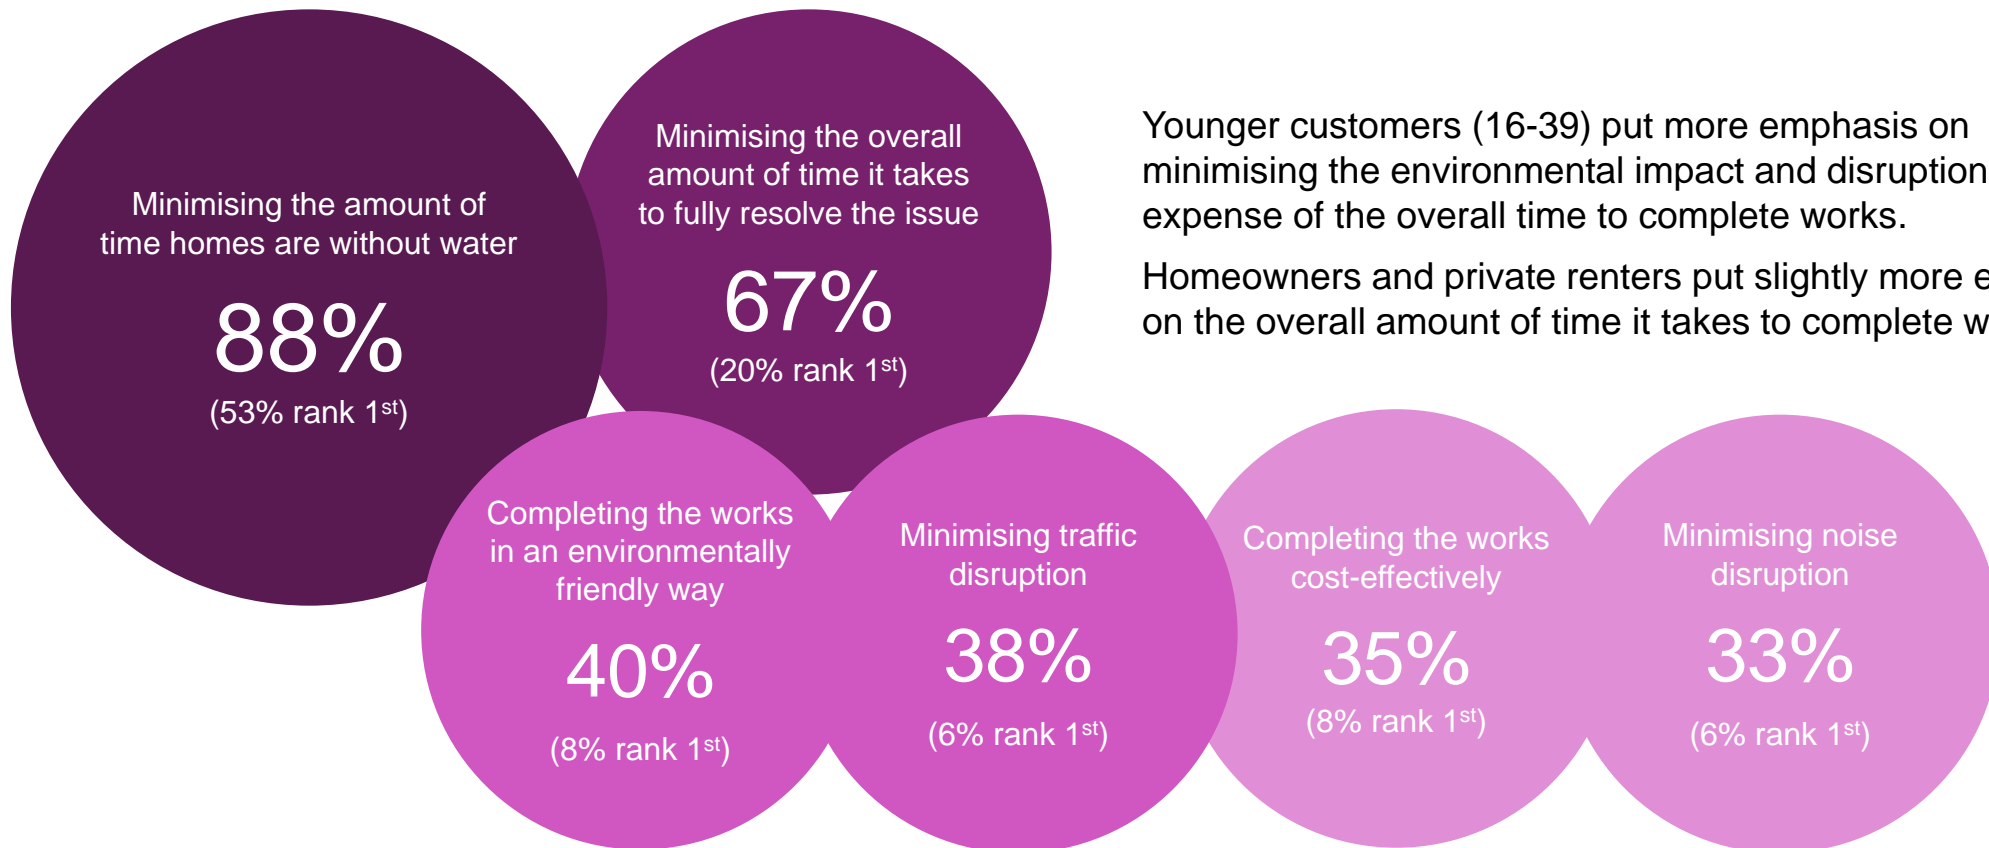 Minimising the amount of
time homes are without water
88%
(53% rank 1st)
Minimising the overall
amount of time it takes
to fully resolve the issue
67%
(20% rank 1st)
Younger customers (16-39) put more emphasis on
minimising the environmental impact and disruption
expense of the overall time to complete works.
Homeowners and private renters put slightly more
on the overall amount of time it takes to complete
Completing the works
in an environmentally
friendly way
40%
(8% rank 1st)
Minimising traffic
disruption
38%
(6% rank 1st)
Completing the works
cost-effectively
35%
(8% rank 1st)
Minimising noise
disruption
33%
(6% rank 1st)